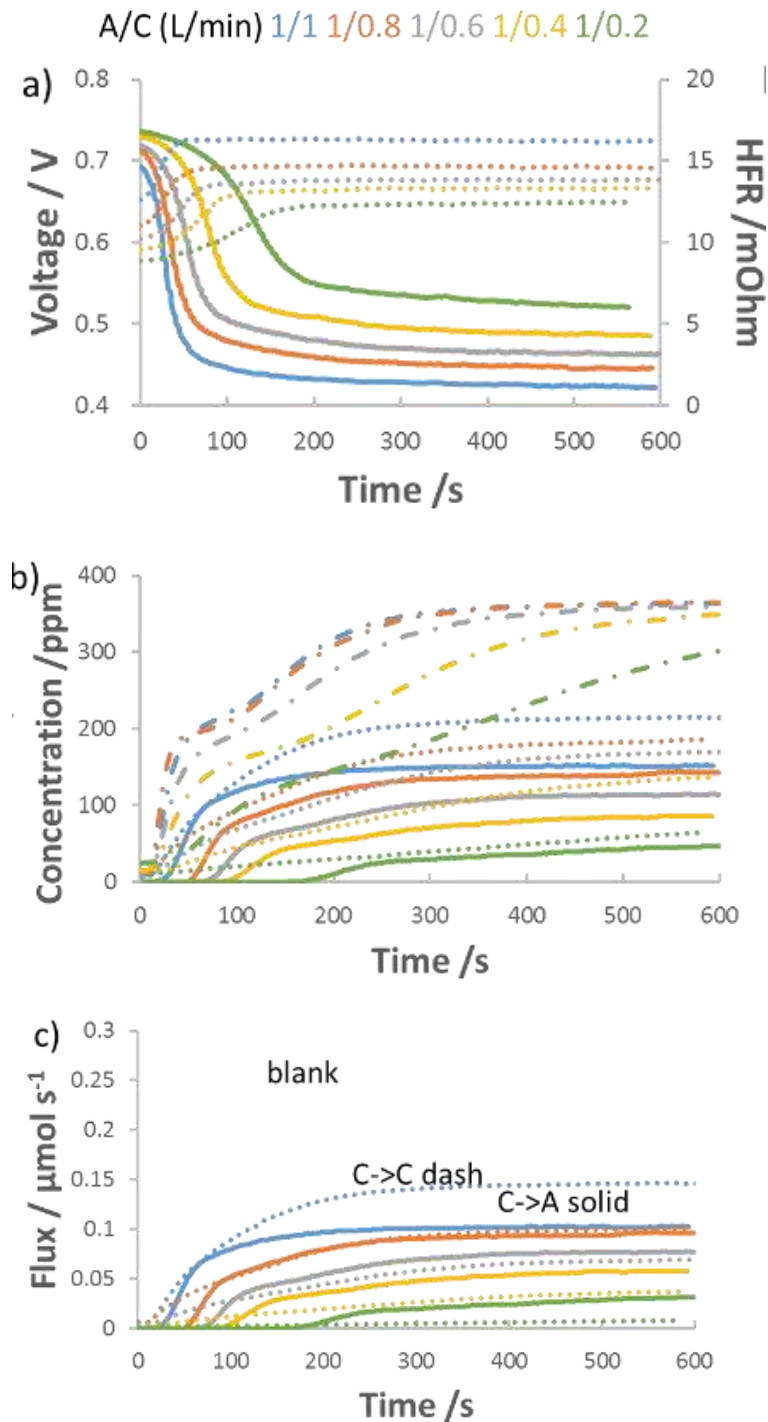 A/C (L/min) 1/1 1/0.8 1/0.6 1/0.4 1/0.2
a)
0.8
0.7
0.6
0.5
0.4
Voltage / V
20
15
10
5
0
HFR / mOhm
0 100 200 300 400 500 600
Time /s
b)
400
300
200
100
0
Concentration /ppm
0 100 200 300 400 500 600
Time /s
c)
0.3
0.25
0.2
0.15
0.1
0.05
0
Flux / µmol s⁻¹
blank
C->C dash
C->A solid
0 100 200 300 400 500 600
Time /s